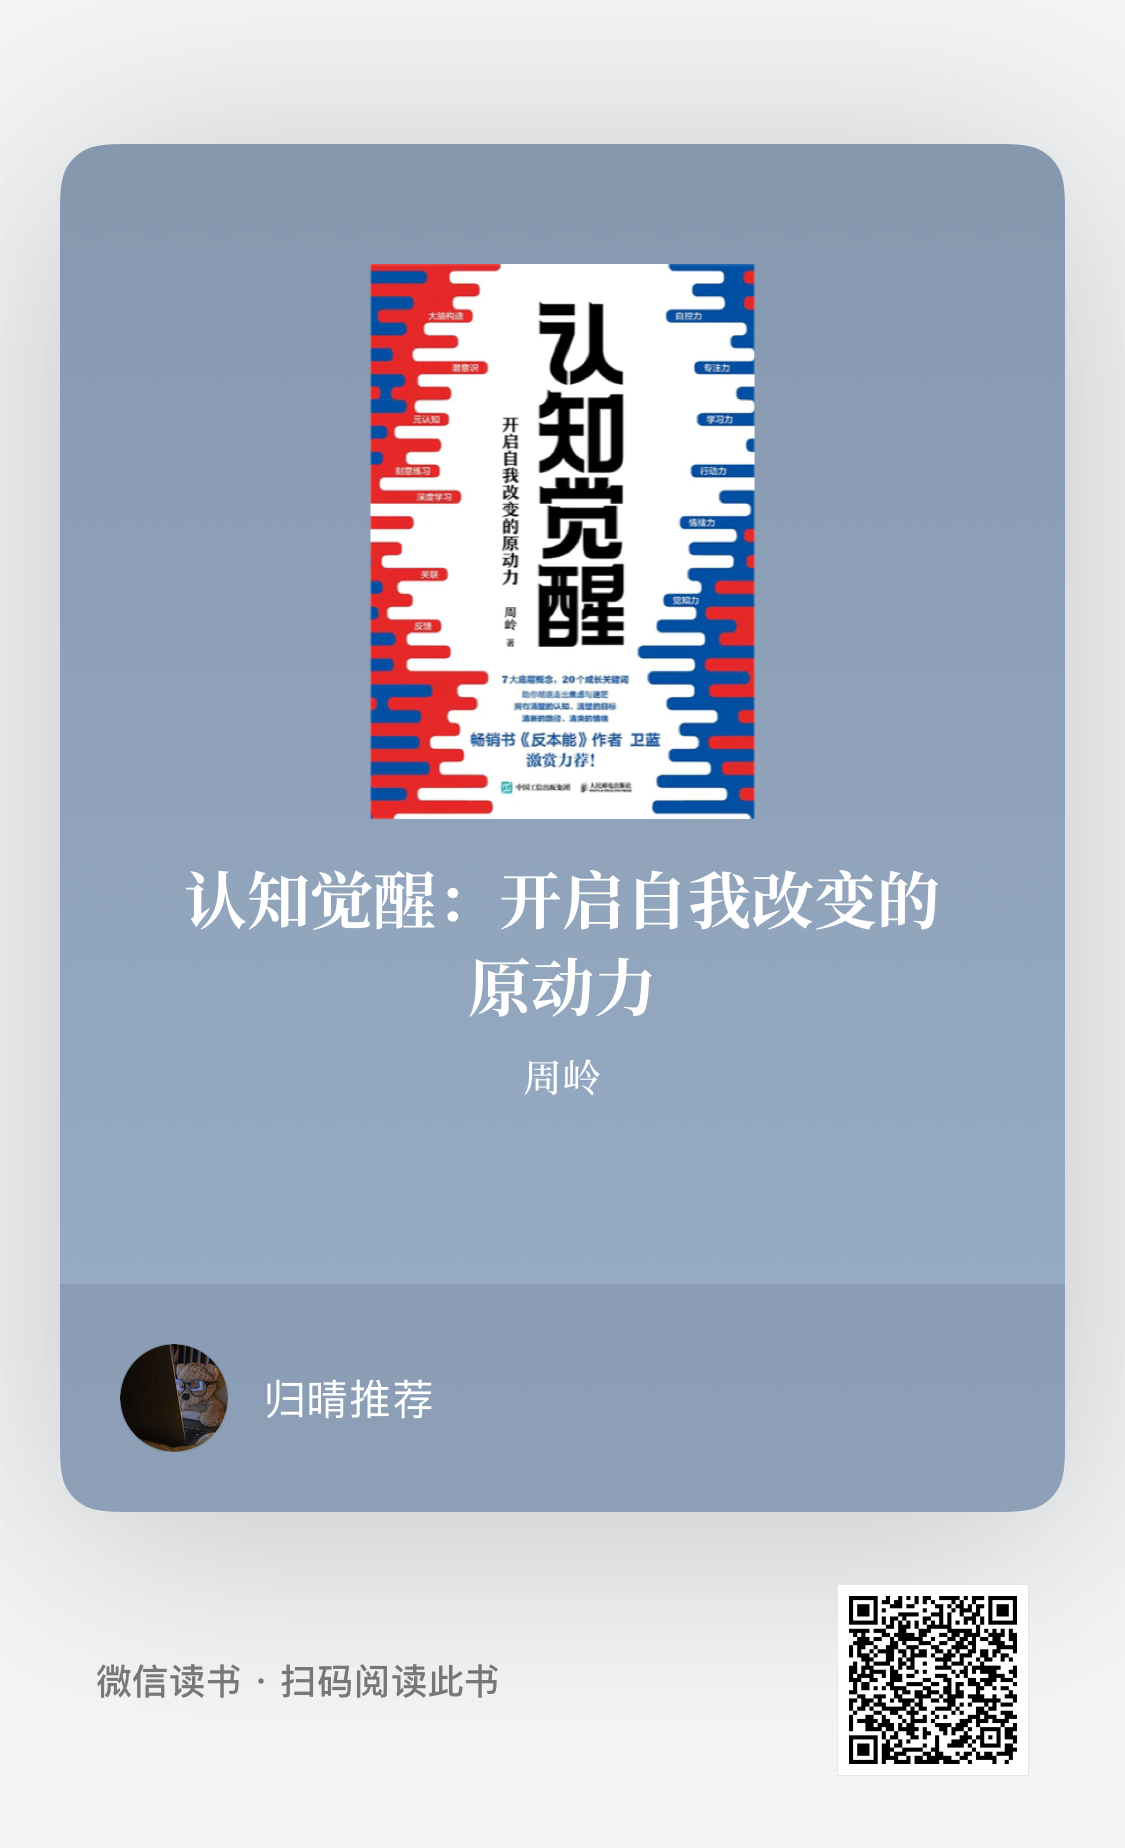 认知觉醒
开启自我改变的原动力
周岭 著
大脑构造
潜意识
元认知
刻意练习
深度学习
关联
反馈
自控力
专注力
学习力
行动力
情绪力
觉知力
7大底层概念,20个成长关键词
助你彻底走出焦虑与迷茫
拥有清醒的认知、清楚的目标
清晰的路径、清爽的情绪
畅销书《反本能》作者 卫蓝
激赏力荐!
中国工信出版集团 人民邮电出版社
认知觉醒：开启自我改变的
原动力
周岭
归晴推荐
微信读书 · 扫码阅读此书